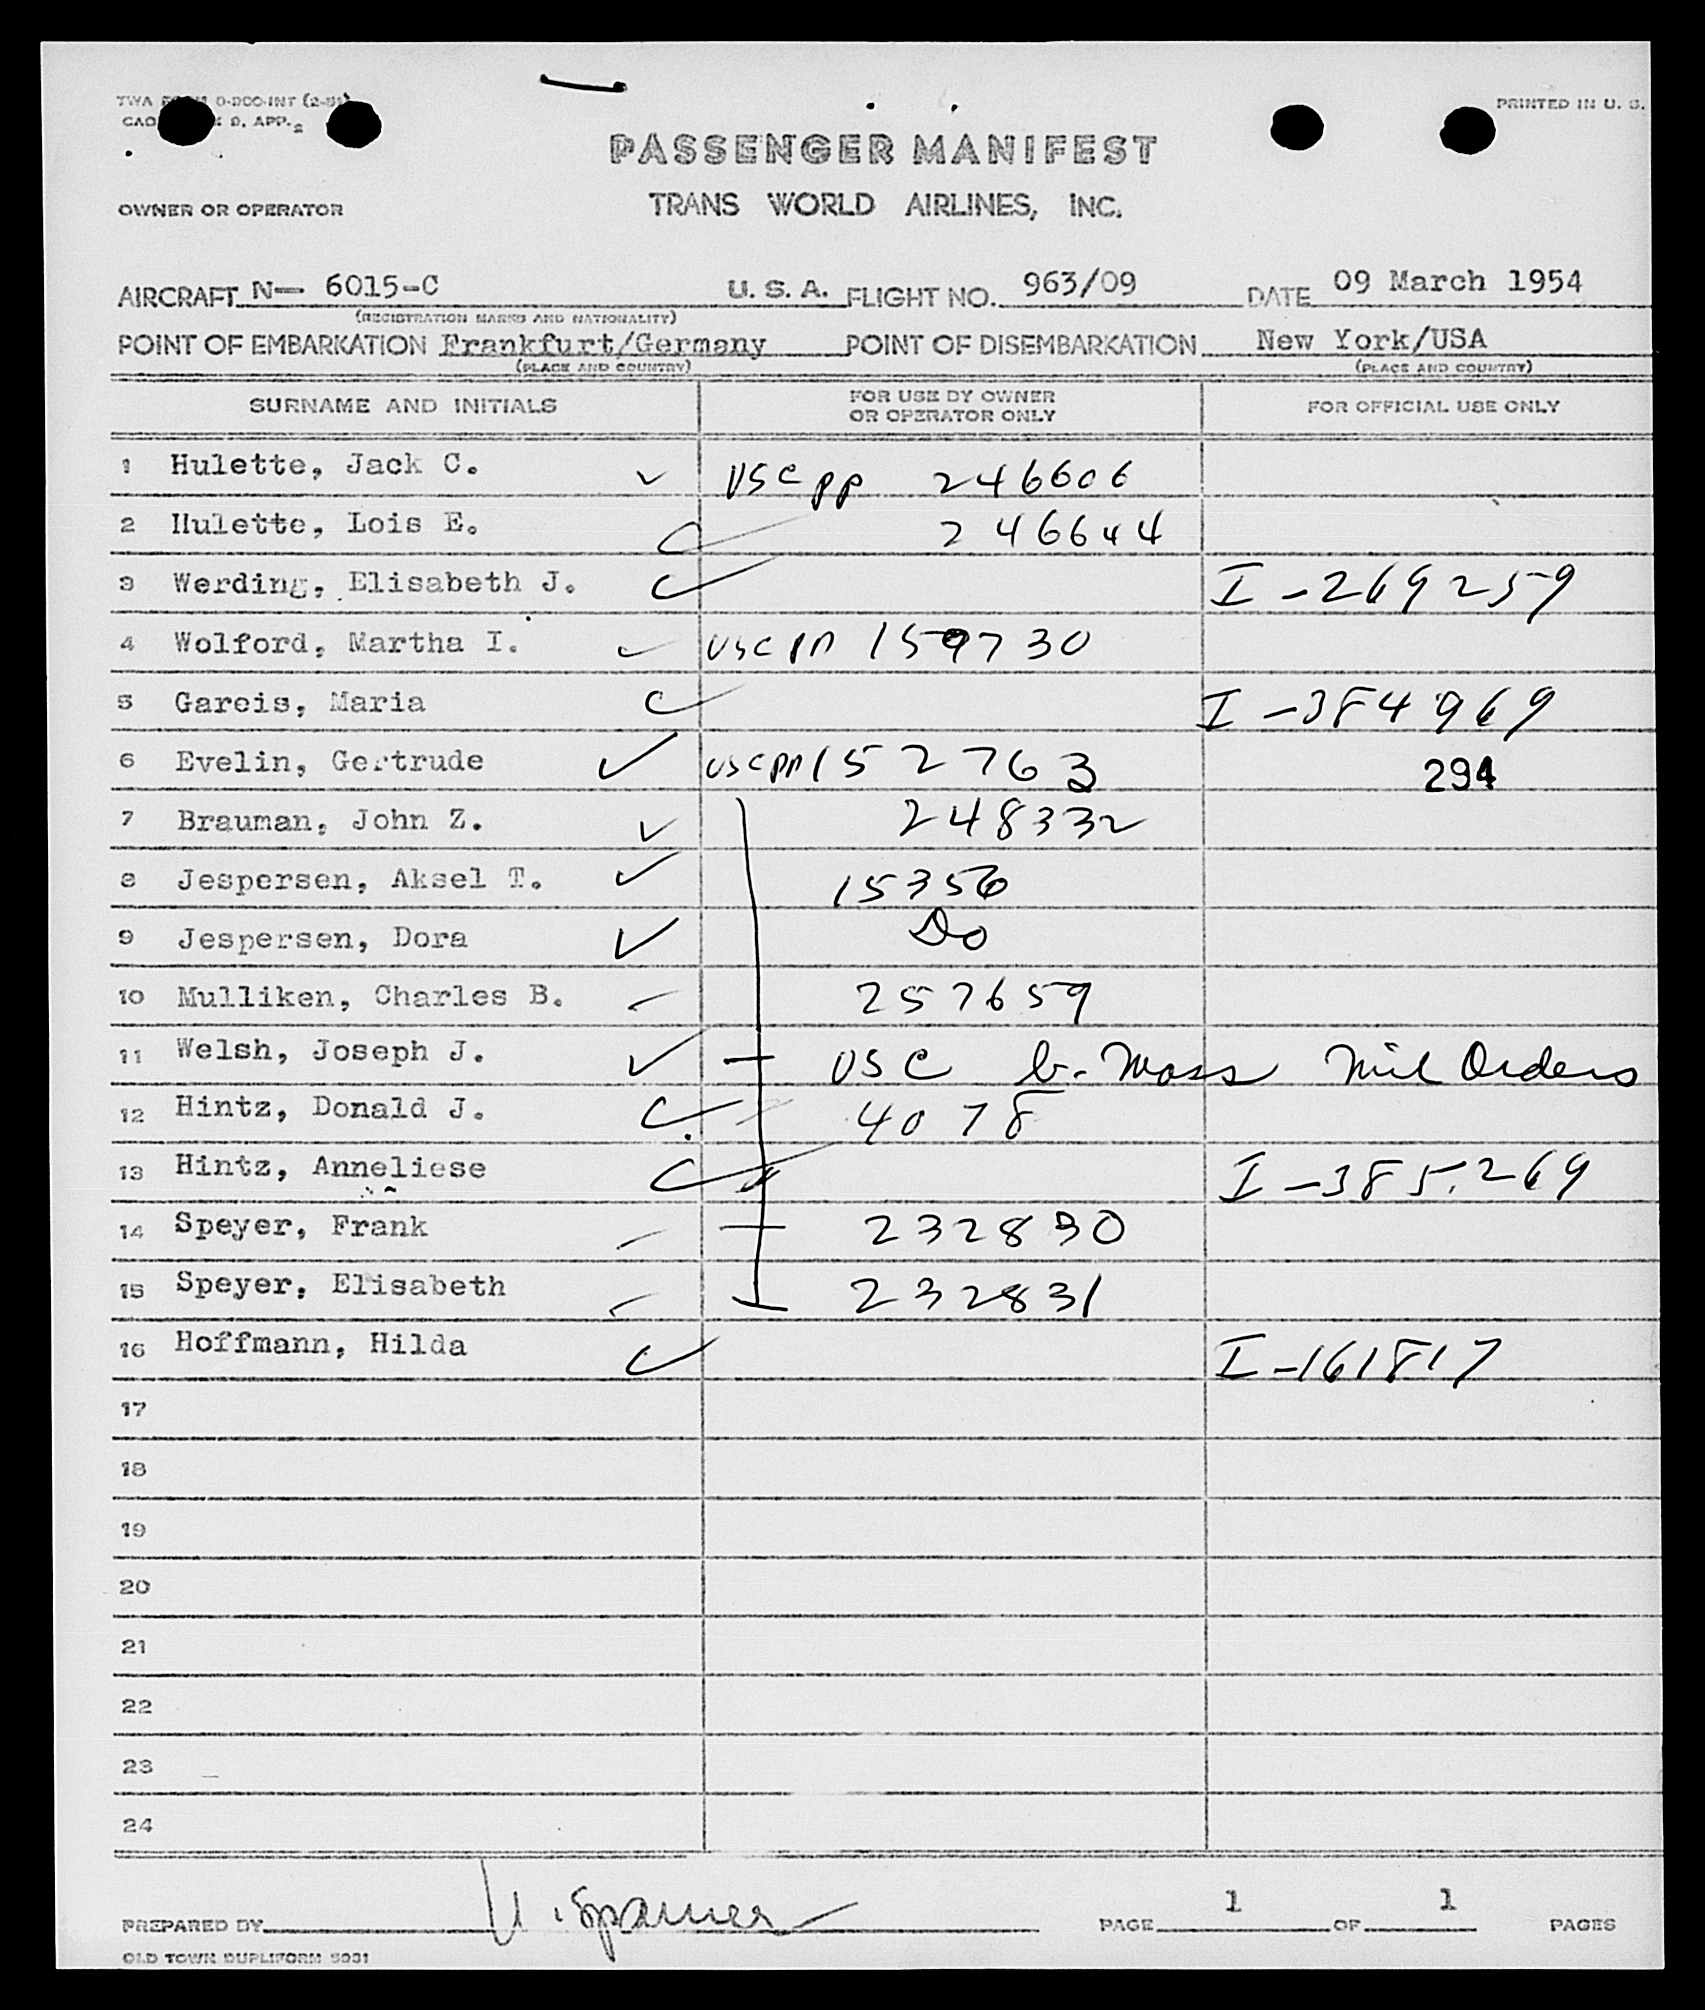 PRINTED IN U. S.
PASSENGER MANIFEST
OWNER OR OPERATOR
TRANS WORLD AIRLINES, INC.
AIRCRAFT N— 6015-C U. S. A. FLIGHT NO. 963/09 DATE 09 March 1954
(REGISTRATION MARKS AND NATIONALITY)
POINT OF EMBARKATION Frankfurt/Germany POINT OF DISEMBARKATION New York/USA
(PLACE AND COUNTRY) (PLACE AND COUNTRY)
SURNAME AND INITIALS FOR USE BY OWNER OR OPERATOR ONLY FOR OFFICIAL USE ONLY
1 Hulette, Jack C. USC PP 246606
2 Hulette, Lois E. 246644
3 Werding, Elisabeth J. I-269259
4 Wolford, Martha I. USC PP 159730
5 Gareis, Maria I-384969
6 Evelin, Gertrude USC PP 152763 294
7 Brauman, John Z. 248332
8 Jespersen, Aksel T. 15356
9 Jespersen, Dora Do
10 Mulliken, Charles B. 257659
11 Welsh, Joseph J. USC b. Mass Mil Orders
12 Hintz, Donald J. 4078
13 Hintz, Anneliese I-385269
14 Speyer, Frank 232830
15 Speyer, Elisabeth 232831
16 Hoffmann, Hilda I-161817
17
18
19
20
21
22
23
24
PREPARED BY PAGE 1 OF 1 PAGES
OLD TOWN DUPLIFORM 5031